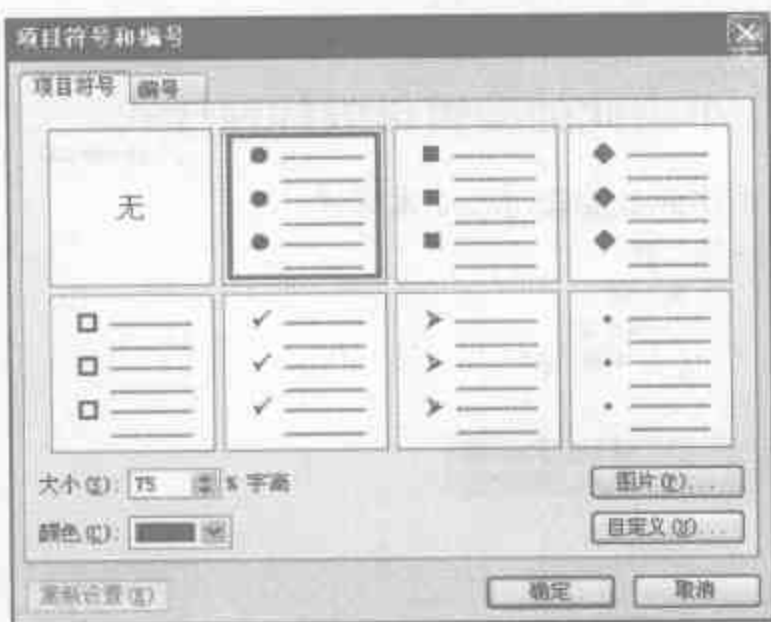 项目符号和编号
项目符号 编号
无
大小(S): 75 % 字高
图片(P)...
颜色(C):
自定义(U)...
重新设置(E)
确定 取消